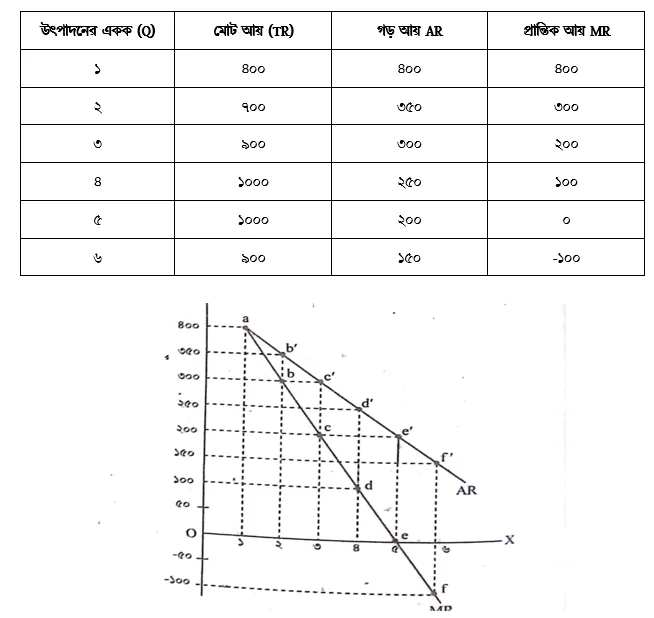 উৎপাদনের একক (Q) মোট আয় (TR) গড় আয় AR প্রান্তিক আয় MR
১ ৪০০ ৪০০ ৪০০
২ ৭০০ ৩৫০ ৩০০
৩ ৯০০ ৩০০ ২০০
৪ ১০০০ ২৫০ ১০০
৫ ১০০০ ২০০ ০
৬ ৯০০ ১৫০ -১০০
a
৪০০
b′
৩৫০
৩০০ b c′
২৫০ d′
২০০ c e′
১৫০ f′
১০০ d AR
৫০
O e X
১ ২ ৩ ৪ ৫ ৬
-৫০
-১০০ f
MR